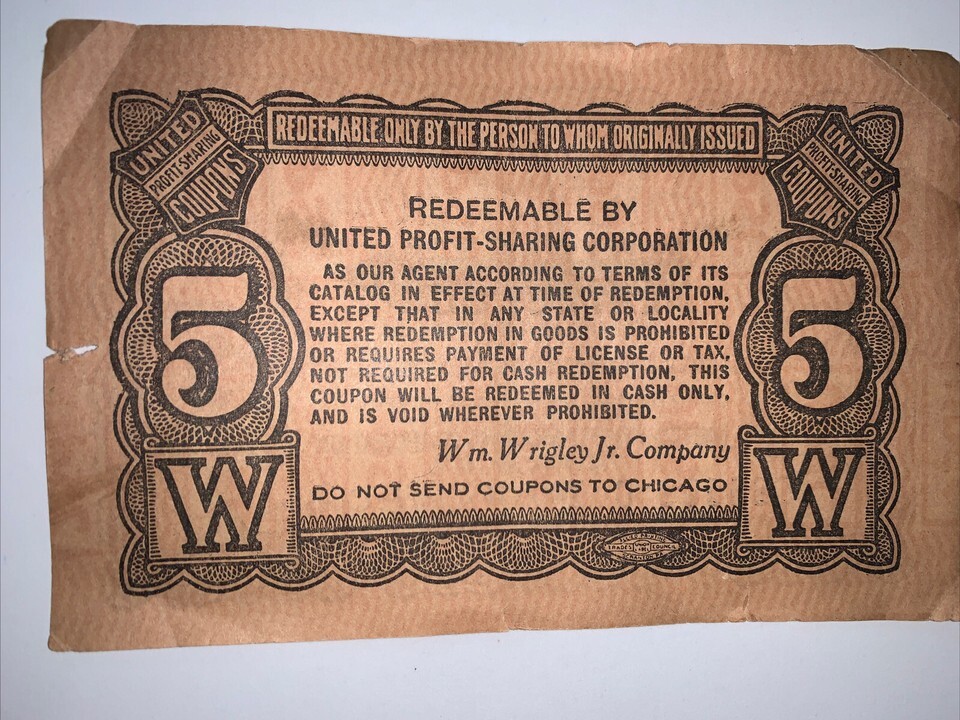 REDEEMABLE ONLY BY THE PERSON TO WHOM ORIGINALLY ISSUED
UNITED
PROFIT-SHARING
COUPONS
UNITED
PROFIT-SHARING
COUPONS
REDEEMABLE BY
UNITED PROFIT-SHARING CORPORATION
AS OUR AGENT ACCORDING TO TERMS OF ITS
CATALOG IN EFFECT AT TIME OF REDEMPTION,
EXCEPT THAT IN ANY STATE OR LOCALITY
WHERE REDEMPTION IN GOODS IS PROHIBITED
OR REQUIRES PAYMENT OF LICENSE OR TAX,
NOT REQUIRED FOR CASH REDEMPTION, THIS
COUPON WILL BE REDEEMED IN CASH ONLY,
AND IS VOID WHEREVER PROHIBITED.
5
5
Wm. Wrigley Jr. Company
DO NOT SEND COUPONS TO CHICAGO
W
W
TRADES COUNCIL